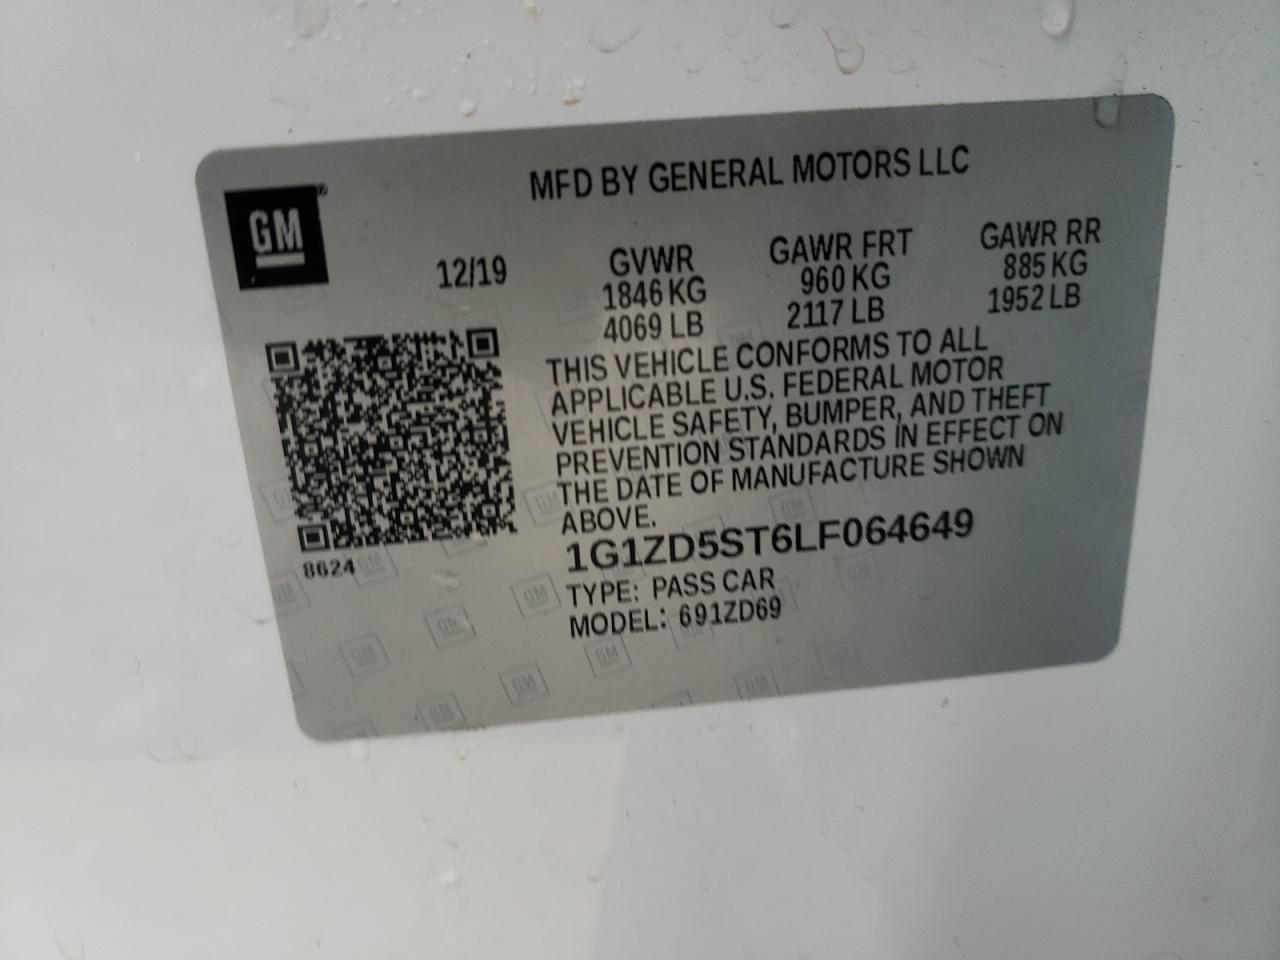 MFD BY GENERAL MOTORS LLC
GM
12/19
GVWR
1846 KG
4069 LB
GAWR FRT
960 KG
2117 LB
GAWR RR
885 KG
1952 LB
THIS VEHICLE CONFORMS TO ALL
APPLICABLE U.S. FEDERAL MOTOR
VEHICLE SAFETY, BUMPER, AND THEFT
PREVENTION STANDARDS IN EFFECT ON
THE DATE OF MANUFACTURE SHOWN
ABOVE.
1G1ZD5ST6LF064649
TYPE: PASS CAR
MODEL: 691ZD69
8624